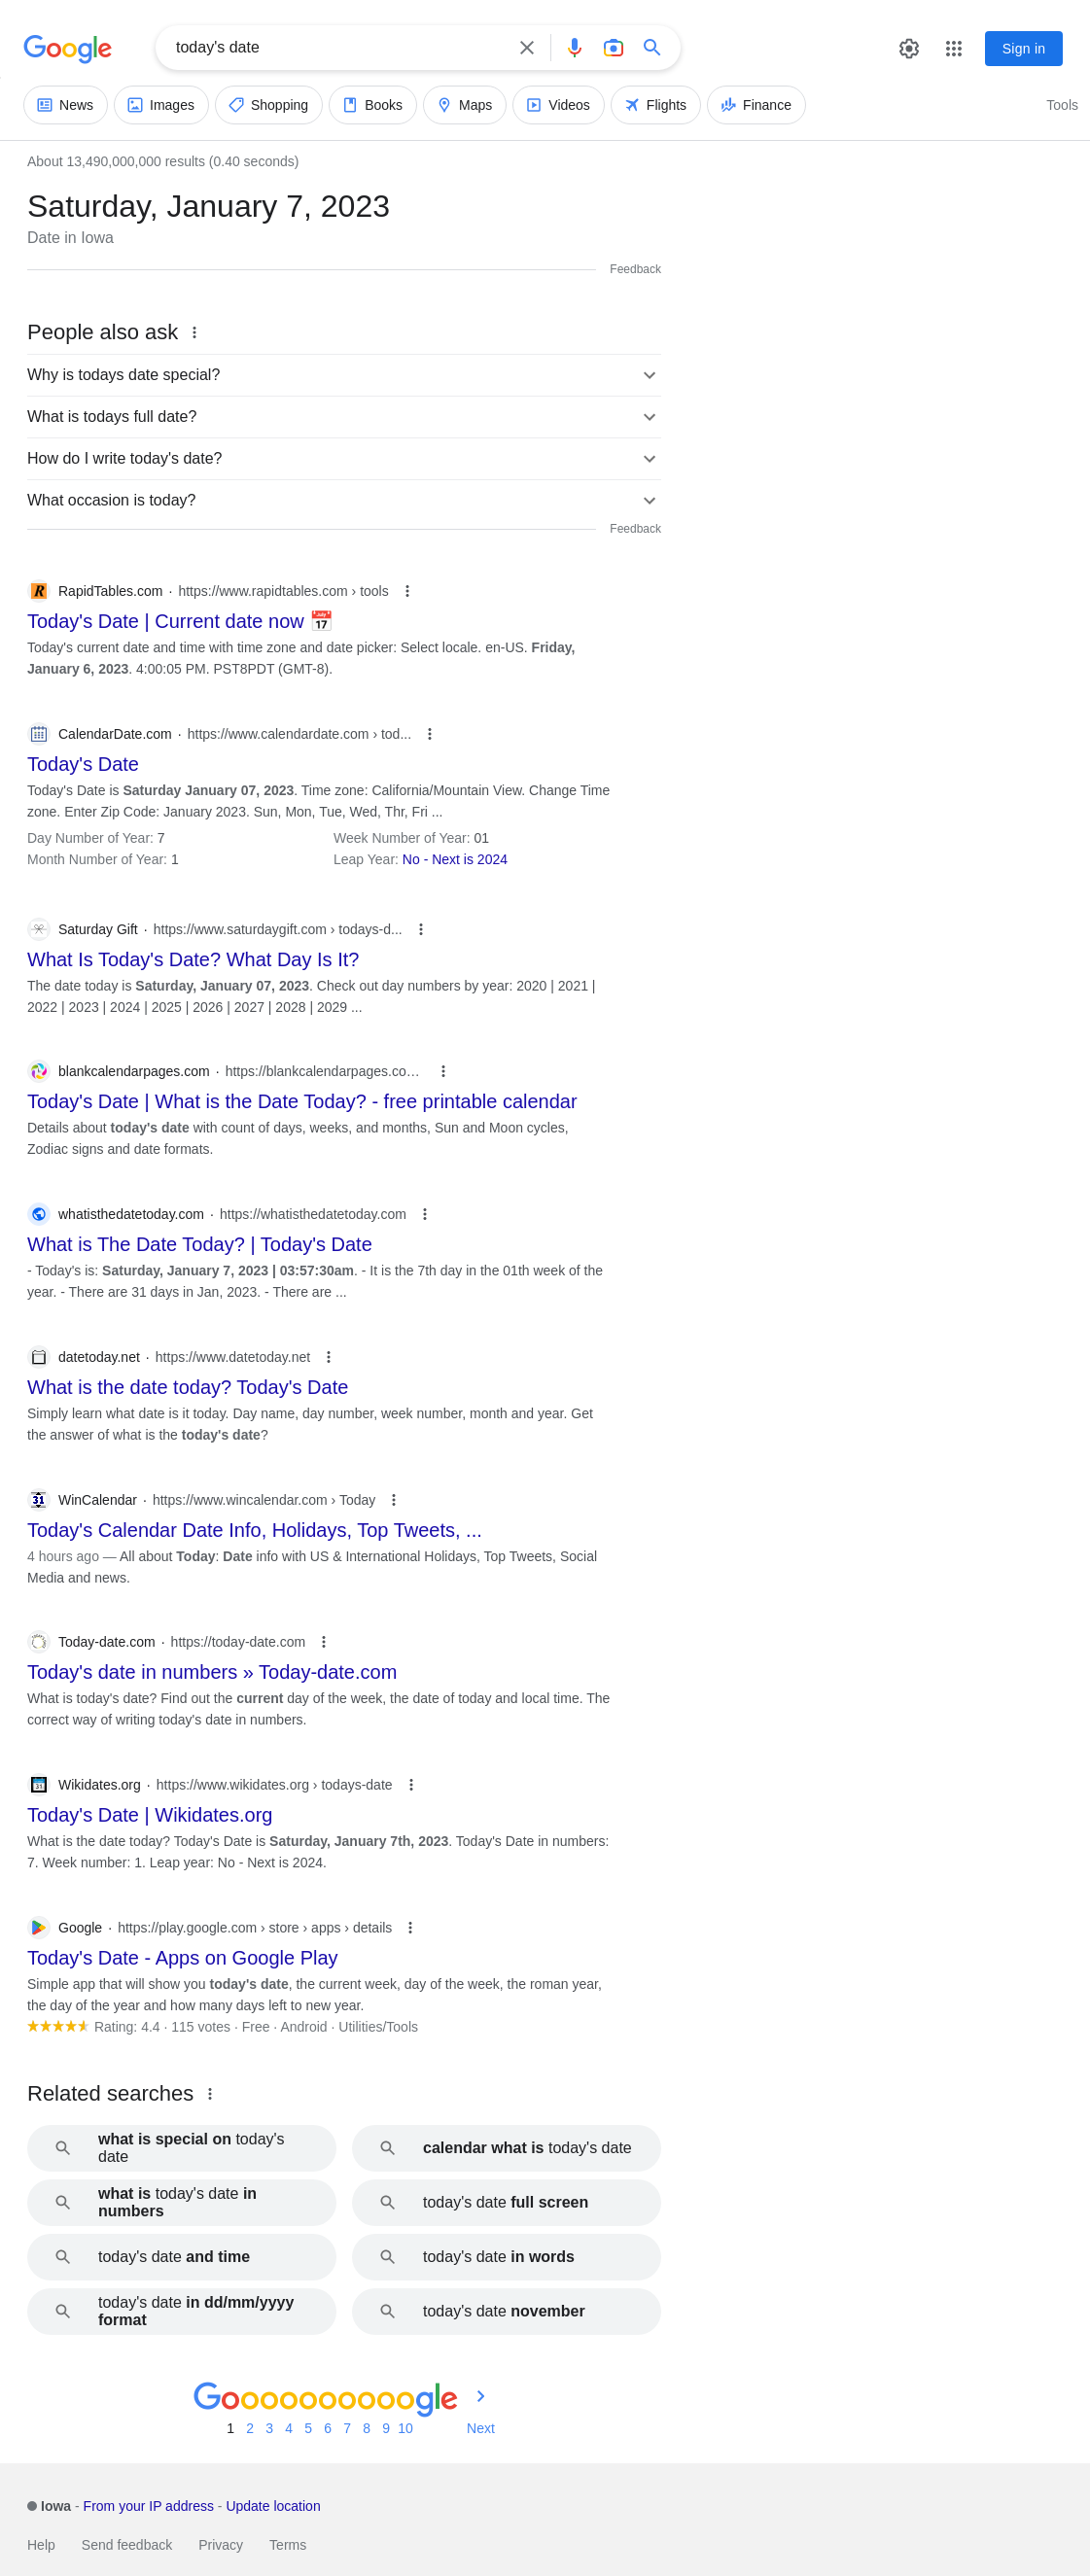 Google
today's date
Sign in
News
Images
Shopping
Books
Maps
Videos
Flights
Finance
Tools
About 13,490,000,000 results (0.40 seconds)
Saturday, January 7, 2023
Date in Iowa
Feedback
People also ask
Why is todays date special?
What is todays full date?
How do I write today's date?
What occasion is today?
Feedback
RapidTables.com · https://www.rapidtables.com › tools
Today's Date | Current date now 📅
Today's current date and time with time zone and date picker: Select locale. en-US. Friday,
January 6, 2023. 4:00:05 PM. PST8PDT (GMT-8).
CalendarDate.com · https://www.calendardate.com › tod...
Today's Date
Today's Date is Saturday January 07, 2023. Time zone: California/Mountain View. Change Time
zone. Enter Zip Code: January 2023. Sun, Mon, Tue, Wed, Thr, Fri ...
Day Number of Year: 7 Week Number of Year: 01
Month Number of Year: 1 Leap Year: No - Next is 2024
Saturday Gift · https://www.saturdaygift.com › todays-d...
What Is Today's Date? What Day Is It?
The date today is Saturday, January 07, 2023. Check out day numbers by year: 2020 | 2021 |
2022 | 2023 | 2024 | 2025 | 2026 | 2027 | 2028 | 2029 ...
blankcalendarpages.com · https://blankcalendarpages.co…
Today's Date | What is the Date Today? - free printable calendar
Details about today's date with count of days, weeks, and months, Sun and Moon cycles,
Zodiac signs and date formats.
whatisthedatetoday.com · https://whatisthedatetoday.com
What is The Date Today? | Today's Date
- Today's is: Saturday, January 7, 2023 | 03:57:30am. - It is the 7th day in the 01th week of the
year. - There are 31 days in Jan, 2023. - There are ...
datetoday.net · https://www.datetoday.net
What is the date today? Today's Date
Simply learn what date is it today. Day name, day number, week number, month and year. Get
the answer of what is the today's date?
WinCalendar · https://www.wincalendar.com › Today
Today's Calendar Date Info, Holidays, Top Tweets, ...
4 hours ago — All about Today: Date info with US & International Holidays, Top Tweets, Social
Media and news.
Today-date.com · https://today-date.com
Today's date in numbers » Today-date.com
What is today's date? Find out the current day of the week, the date of today and local time. The
correct way of writing today's date in numbers.
Wikidates.org · https://www.wikidates.org › todays-date
Today's Date | Wikidates.org
What is the date today? Today's Date is Saturday, January 7th, 2023. Today's Date in numbers:
7. Week number: 1. Leap year: No - Next is 2024.
Google · https://play.google.com › store › apps › details
Today's Date - Apps on Google Play
Simple app that will show you today's date, the current week, day of the week, the roman year,
the day of the year and how many days left to new year.
Rating: 4.4 · 115 votes · Free · Android · Utilities/Tools
Related searches
what is special on today's
date
calendar what is today's date
what is today's date in
numbers
today's date full screen
today's date and time
today's date in words
today's date in dd/mm/yyyy
format
today's date november
Goooooooooogle
1 2 3 4 5 6 7 8 9 10 Next
Iowa - From your IP address - Update location
Help Send feedback Privacy Terms